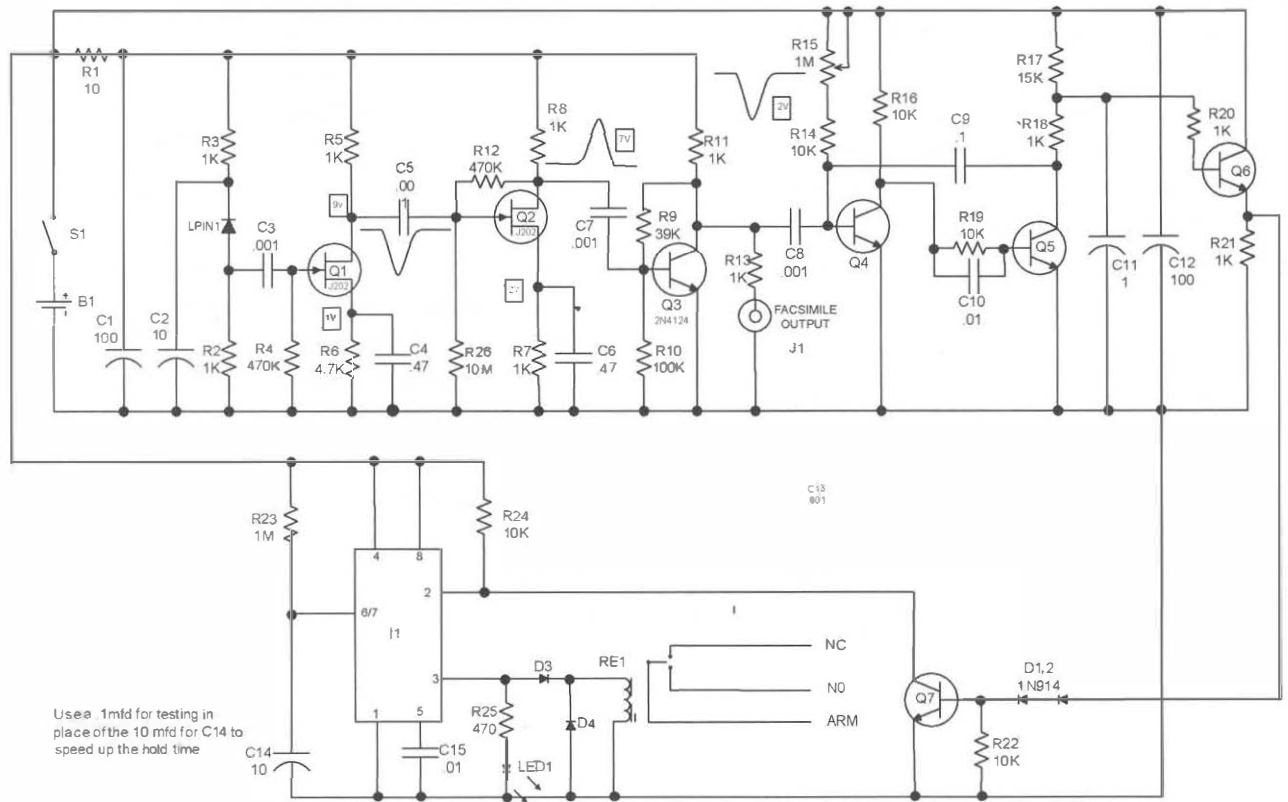 R1
10
R3
1K
R5
1K
R8
1K
7V
R12
470K
C5
.00
1
9v
LPIN1
C3
.001
Q1
J202
1V
Q2
J202
C7
.001
R11
1K
R9
39K
Q3
2N4124
R13
1K
FACSIMILE
OUTPUT
J1
C8
.001
R15
1M
2V
R14
10K
R16
10K
C9
.1
R17
15K
R18
1K
R20
1K
Q6
Q4
R19
10K
C10
.01
Q5
C11
1
C12
100
R21
1K
S1
B1
C1
100
C2
10
R2
1K
R4
470K
R6
4.7K
C4
.47
R26
10M
R7
1K
C6
.47
R10
100K
R23
1M
4
8
R24
10K
C13
601
6/7
2
I1
3
1
5
D3
RE1
NC
N0
ARM
D4
R25
470
LED1
C14
10
C15
.01
Q7
D1,2
1N914
R22
10K
Use a .1mfd for testing in
place of the 10 mfd for C14 to
speed up the hold time